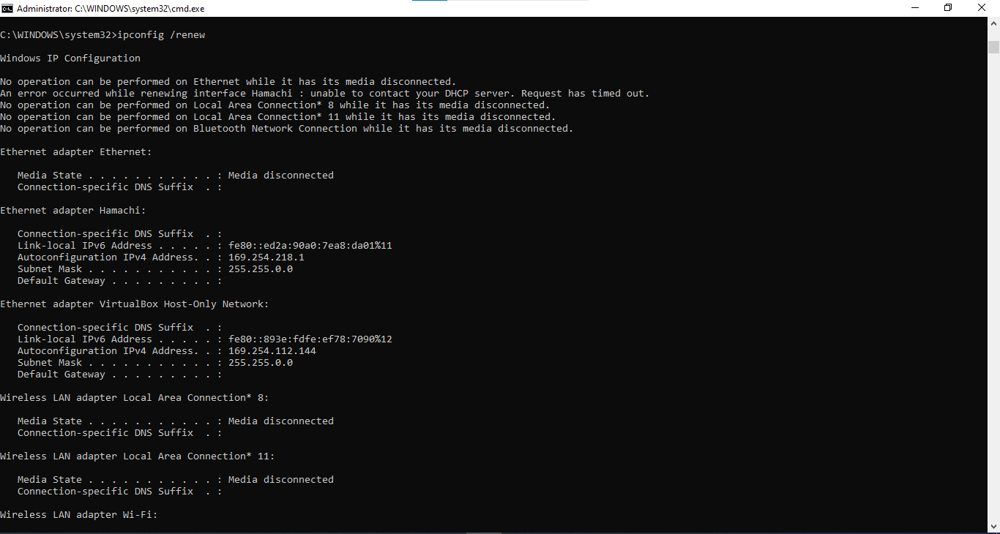 Administrator: C:\WINDOWS\system32\cmd.exe
C:\WINDOWS\system32>ipconfig /renew
Windows IP Configuration
No operation can be performed on Ethernet while it has its media disconnected.
An error occurred while renewing interface Hamachi : unable to contact your DHCP server. Request has timed out.
No operation can be performed on Local Area Connection* 8 while it has its media disconnected.
No operation can be performed on Local Area Connection* 11 while it has its media disconnected.
No operation can be performed on Bluetooth Network Connection while it has its media disconnected.
Ethernet adapter Ethernet:
Media State . . . . . . . . . . . : Media disconnected
Connection-specific DNS Suffix  . :
Ethernet adapter Hamachi:
Connection-specific DNS Suffix  . :
Link-local IPv6 Address . . . . . : fe80::ed2a:90a0:7ea8:da01%11
Autoconfiguration IPv4 Address. . : 169.254.218.1
Subnet Mask . . . . . . . . . . . : 255.255.0.0
Default Gateway . . . . . . . . . :
Ethernet adapter VirtualBox Host-Only Network:
Connection-specific DNS Suffix  . :
Link-local IPv6 Address . . . . . : fe80::893e:fdfe:ef78:7090%12
Autoconfiguration IPv4 Address. . : 169.254.112.144
Subnet Mask . . . . . . . . . . . : 255.255.0.0
Default Gateway . . . . . . . . . :
Wireless LAN adapter Local Area Connection* 8:
Media State . . . . . . . . . . . : Media disconnected
Connection-specific DNS Suffix  . :
Wireless LAN adapter Local Area Connection* 11:
Media State . . . . . . . . . . . : Media disconnected
Connection-specific DNS Suffix  . :
Wireless LAN adapter Wi-Fi: